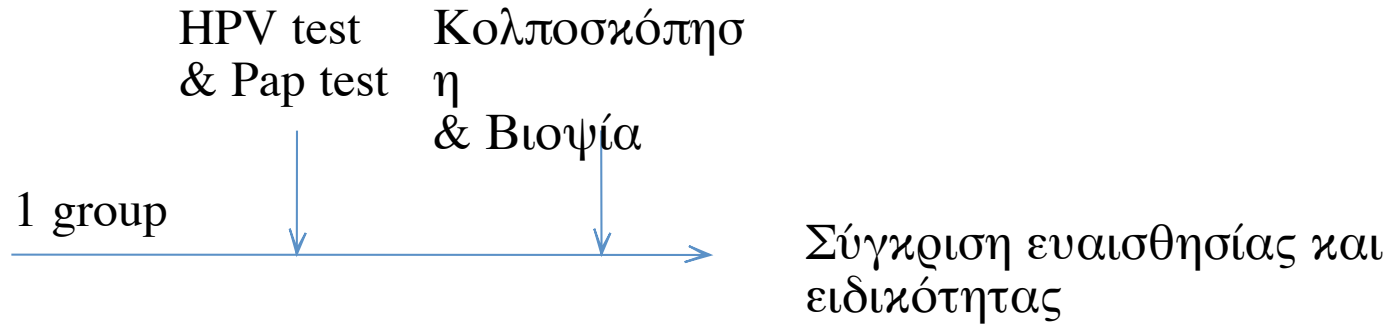 HPV test
& Pap test
Κολποσκόπησ
η
& Βιοψία
1 group
Σύγκριση ευαισθησίας και
ειδικότητας